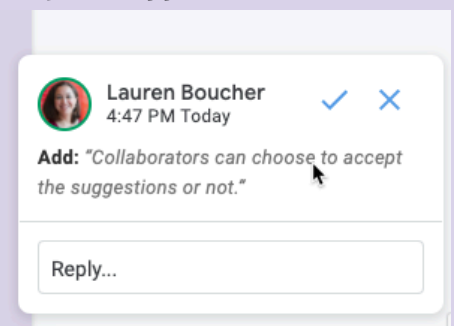 Lauren Boucher
4:47 PM Today
Add: “Collaborators can choose to accept
the suggestions or not.”
Reply...